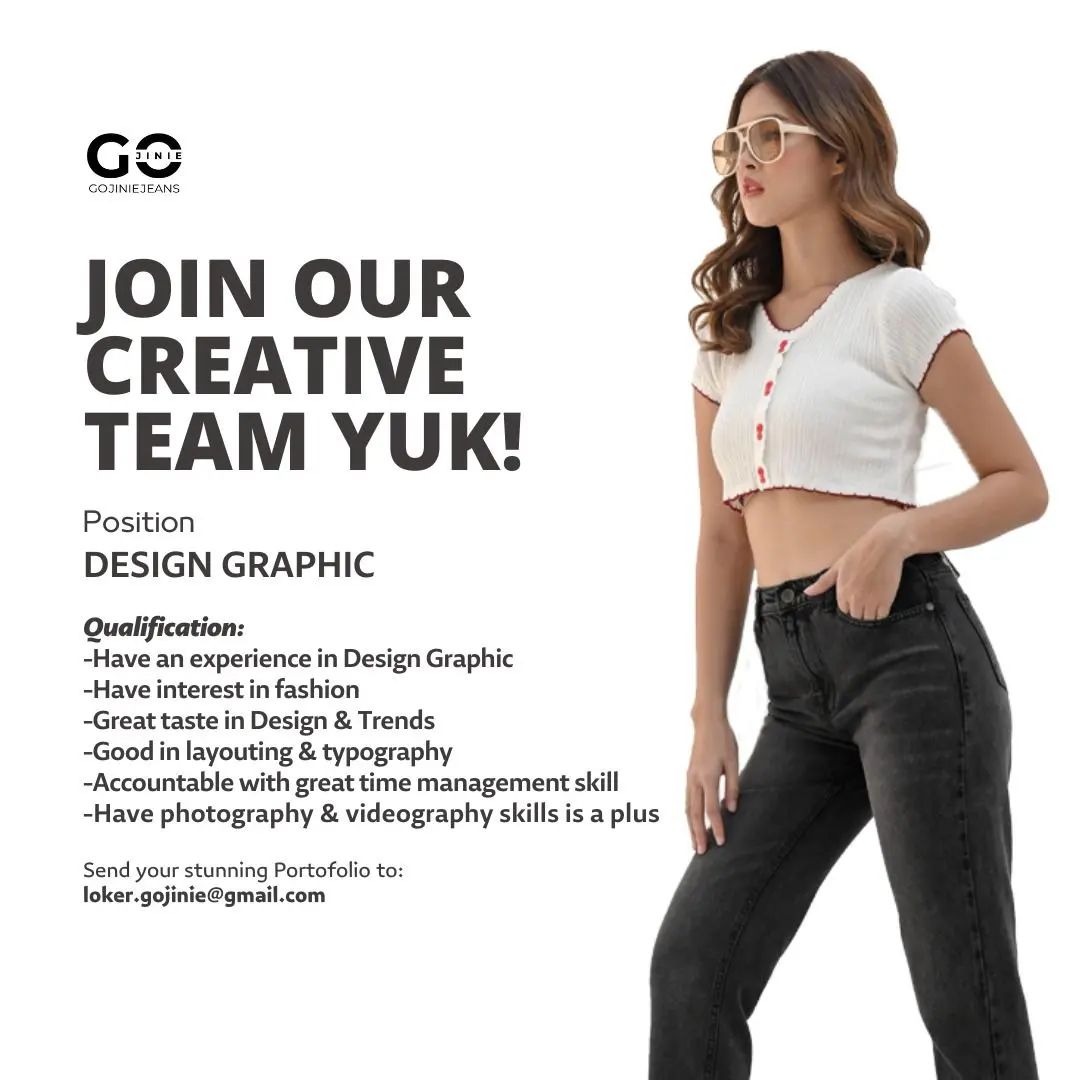 GO
JINIE
GOJINIEJEANS
JOIN OUR
CREATIVE
TEAM YUK!
Position
DESIGN GRAPHIC
Qualification:
-Have an experience in Design Graphic
-Have interest in fashion
-Great taste in Design & Trends
-Good in layouting & typography
-Accountable with great time management skill
-Have photography & videography skills is a plus
Send your stunning Portofolio to:
loker.gojinie@gmail.com